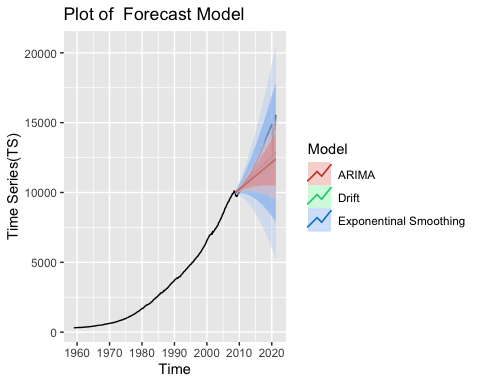 Plot of  Forecast Model
Time Series(TS)
20000
15000
10000
5000
0
1960 1970 1980 1990 2000 2010 2020
Time
Model
ARIMA
Drift
Exponentinal Smoothing